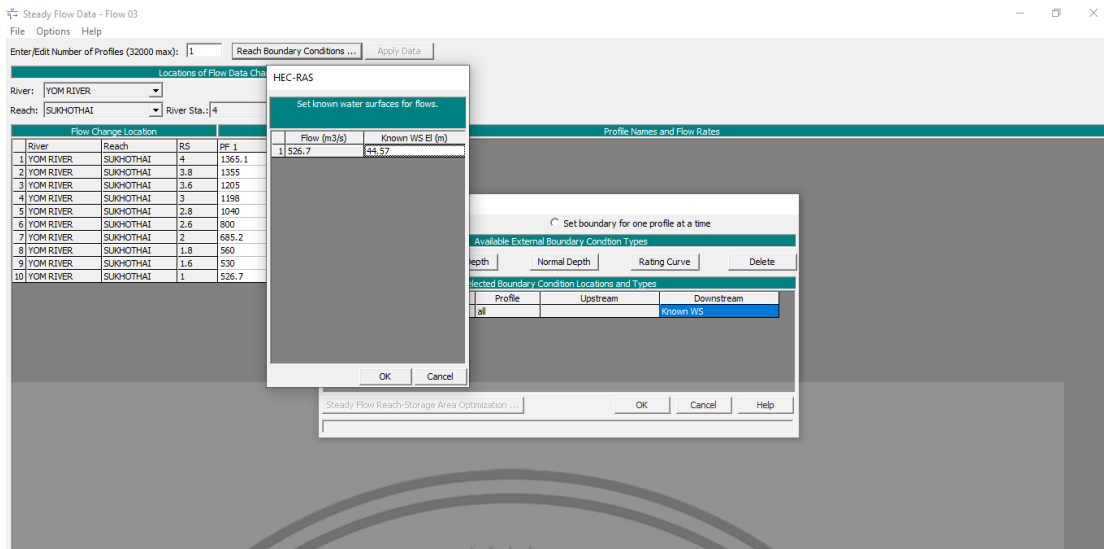 Steady Flow Data - Flow 03
File Options Help
Enter/Edit Number of Profiles (32000 max): 1 Reach Boundary Conditions ... Apply Data
Locations of Flow Data Cha
River: YOM RIVER
Reach: SUKHOTHAI River Sta.: 4
Flow Change Location Profile Names and Flow Rates
River Reach RS PF 1
1 YOM RIVER SUKHOTHAI 4 1365.1
2 YOM RIVER SUKHOTHAI 3.8 1355
3 YOM RIVER SUKHOTHAI 3.6 1205
4 YOM RIVER SUKHOTHAI 3 1198
5 YOM RIVER SUKHOTHAI 2.8 1040
6 YOM RIVER SUKHOTHAI 2.6 800
7 YOM RIVER SUKHOTHAI 2 685.2
8 YOM RIVER SUKHOTHAI 1.8 560
9 YOM RIVER SUKHOTHAI 1.6 530
10 YOM RIVER SUKHOTHAI 1 526.7
HEC-RAS
Set known water surfaces for flows.
Flow (m3/s) Known WS El (m)
1 526.7 44.57
OK Cancel
Set boundary for one profile at a time
Available External Boundary Condtion Types
epth Normal Depth Rating Curve Delete
elected Boundary Condition Locations and Types
Profile Upstream Downstream
all Known WS
Steady Flow Reach-Storage Area Optimization ... OK Cancel Help